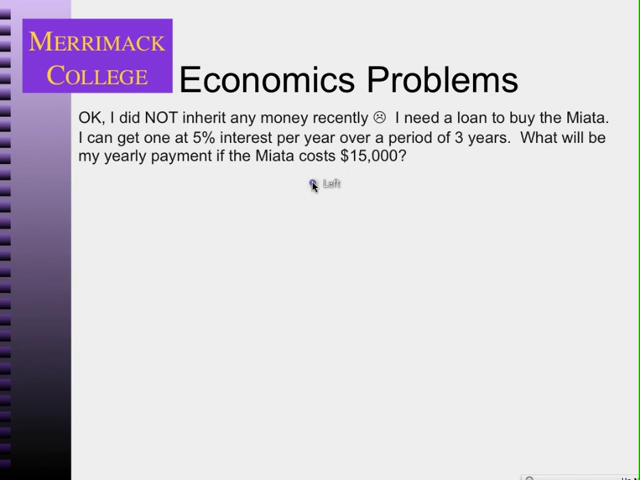 MERRIMACK
COLLEGE
Economics Problems
OK, I did NOT inherit any money recently ☹ I need a loan to buy the Miata.
I can get one at 5% interest per year over a period of 3 years. What will be
my yearly payment if the Miata costs $15,000?
Left